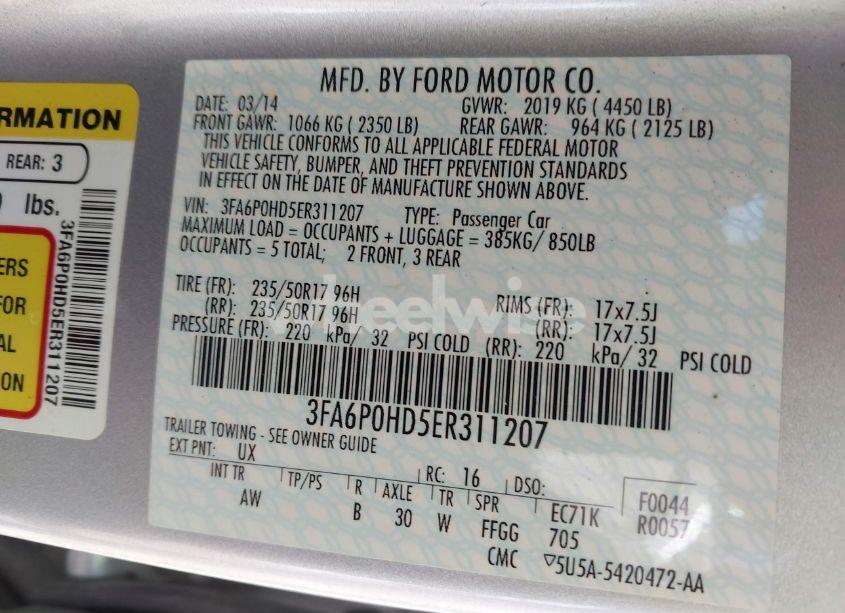 ORMATION
REAR: 3
lbs.
ERS
FOR
AL
ION
3FA6P0HD5ER311207
MFD. BY FORD MOTOR CO.
DATE: 03/14 GVWR: 2019 KG ( 4450 LB)
FRONT GAWR: 1066 KG ( 2350 LB) REAR GAWR: 964 KG ( 2125 LB)
THIS VEHICLE CONFORMS TO ALL APPLICABLE FEDERAL MOTOR
VEHICLE SAFETY, BUMPER, AND THEFT PREVENTION STANDARDS
IN EFFECT ON THE DATE OF MANUFACTURE SHOWN ABOVE.
VIN: 3FA6P0HD5ER311207 TYPE: Passenger Car
MAXIMUM LOAD = OCCUPANTS + LUGGAGE = 385KG/ 850LB
OCCUPANTS = 5 TOTAL; 2 FRONT, 3 REAR
TIRE (FR): 235/50R17 96H RIMS (FR): 17x7.5J
(RR): 235/50R17 96H (RR): 17x7.5J
PRESSURE (FR): 220 kPa/ 32 PSI COLD (RR): 220 kPa/ 32 PSI COLD
wheelwise
3FA6P0HD5ER311207
TRAILER TOWING - SEE OWNER GUIDE
EXT PNT: UX RC: 16 DSO: F0044
INT TR TP/PS R AXLE TR SPR EC71K R0057
AW B 30 W FFGG 705
CMC ▽5U5A-5420472-AA